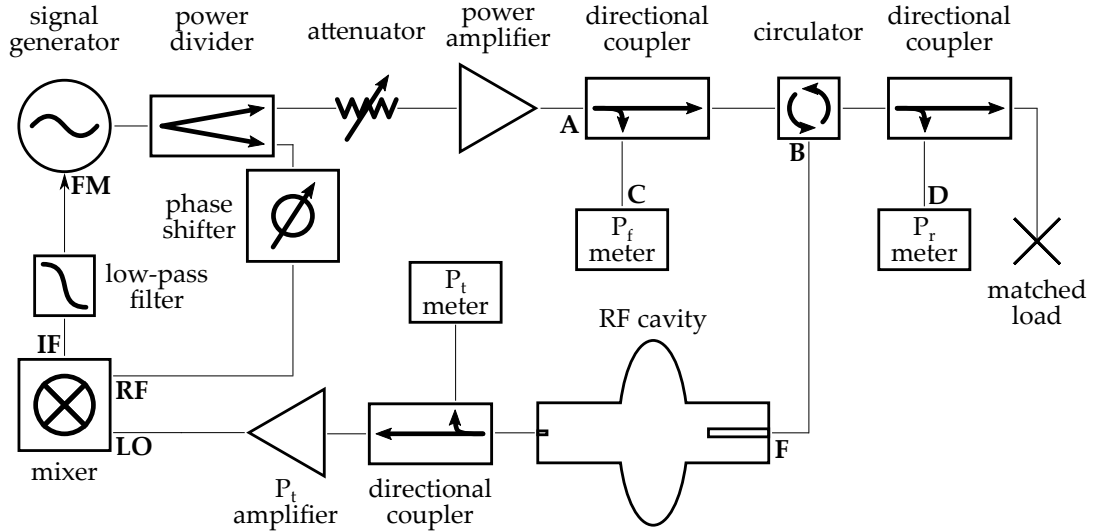 signal
generator
power
divider
attenuator
power
amplifier
directional
coupler
circulator
directional
coupler
A
B
FM
C
D
phase
shifter
P_f
meter
P_r
meter
low-pass
filter
P_t
meter
RF cavity
matched
load
IF
RF
LO
F
mixer
P_t
amplifier
directional
coupler